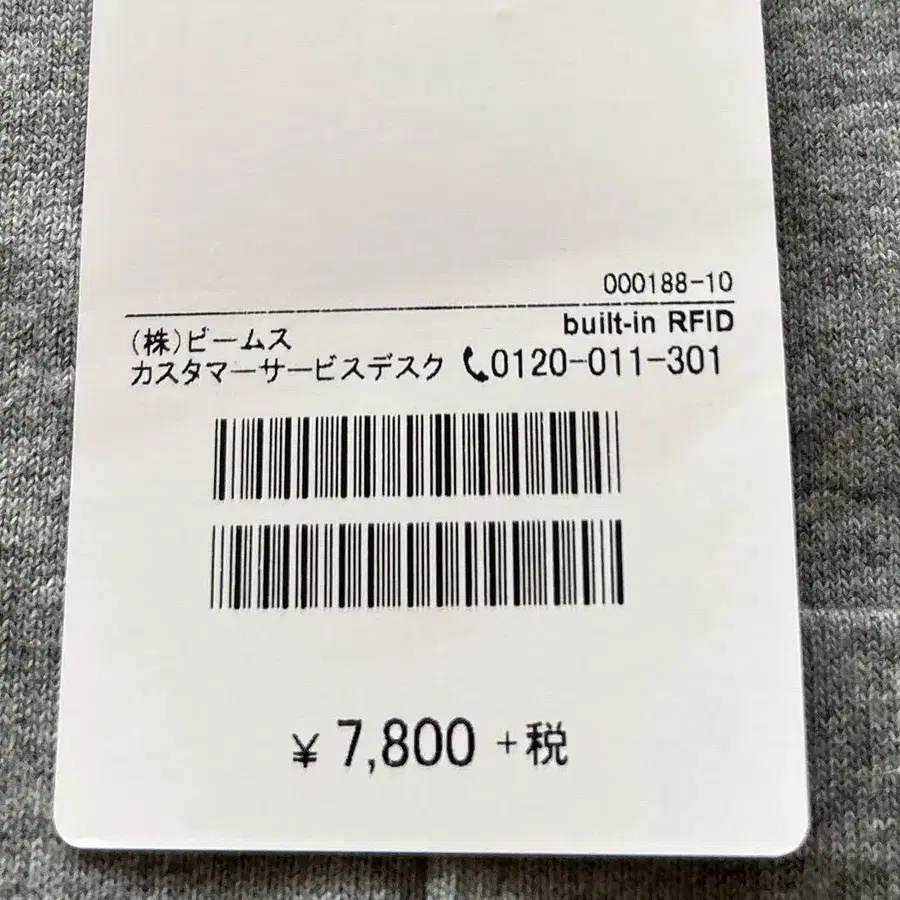 000188-10
built-in RFID
(株)ビームス
カスタマーサービスデスク 0120-011-301
¥ 7,800 +税